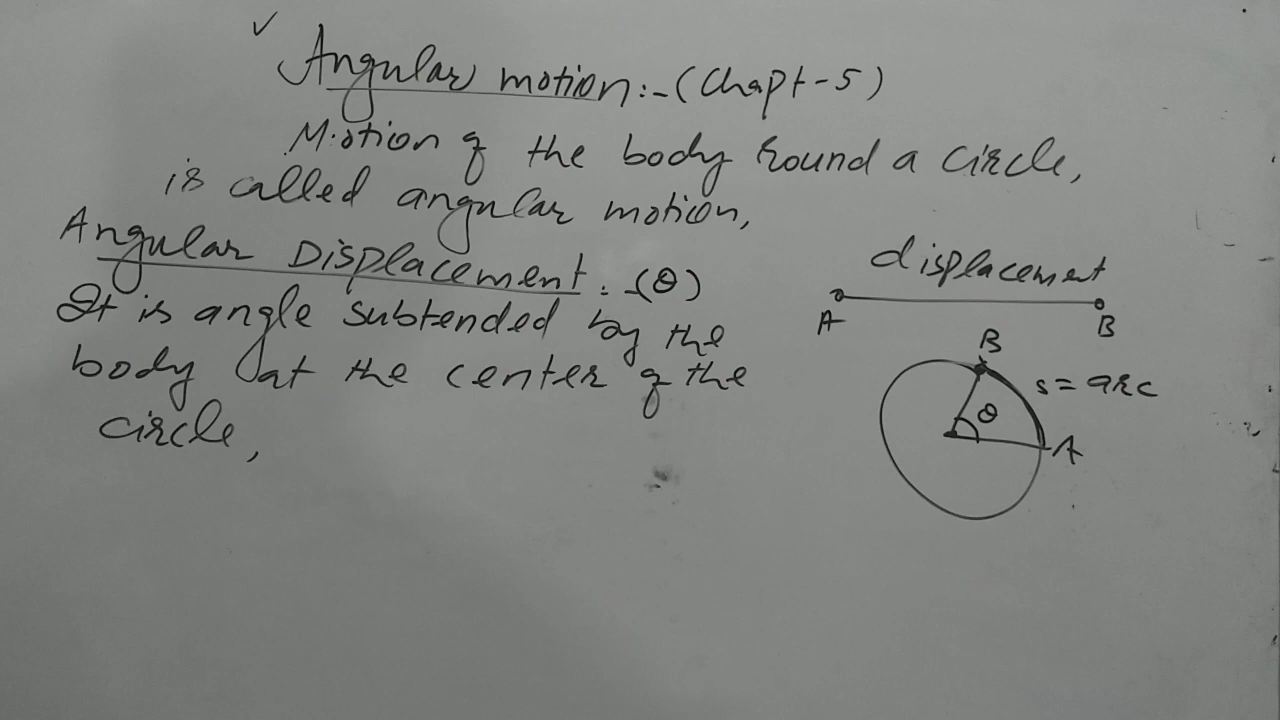 ✓
Angular motion:-(Chapt-5)
Motion of the body round a circle,
is called angular motion,
Angular Displacement:-(θ)
It is angle subtended by the
body at the center of the
circle,
displacement
A B
B
s = arc
θ
A